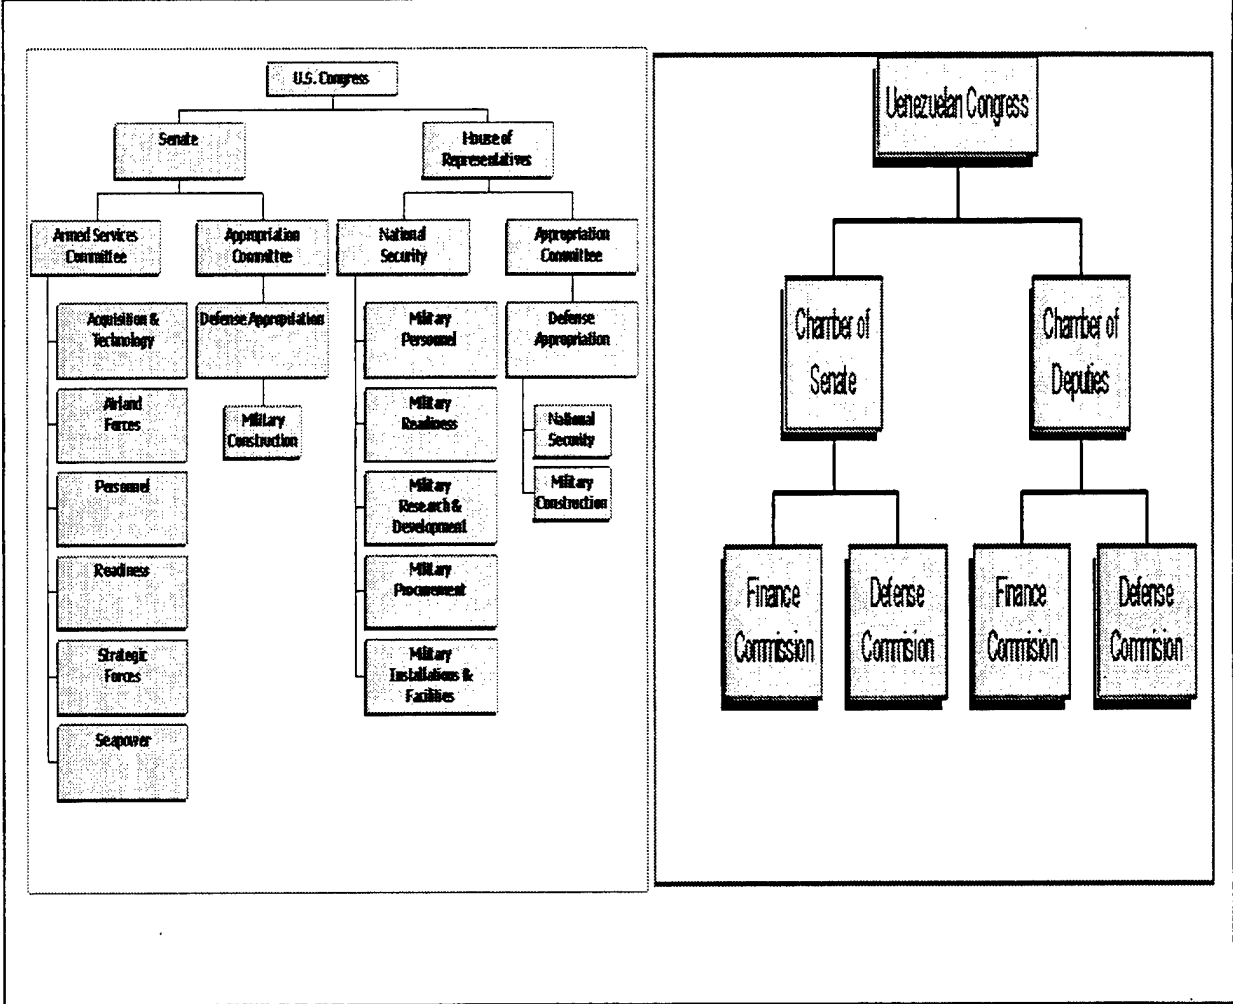 U.S. Congress
Senate
House of
Representatives
Armed Services
Committee
Appropriation
Committee
National
Security
Appropriation
Committee
Acquisition &
Technology
Airland
Forces
Personnel
Readiness
Strategic
Forces
Seapower
Defense Appropriation
Military
Construction
Military
Personnel
Military
Readiness
Military
Research &
Development
Military
Procurement
Military
Installations &
Facilities
Defense
Appropriation
National
Security
Military
Construction
Venezuelan Congress
Chamber of
Senate
Chamber of
Deputies
Finance
Commission
Defense
Commision
Finance
Commision
Defense
Commision